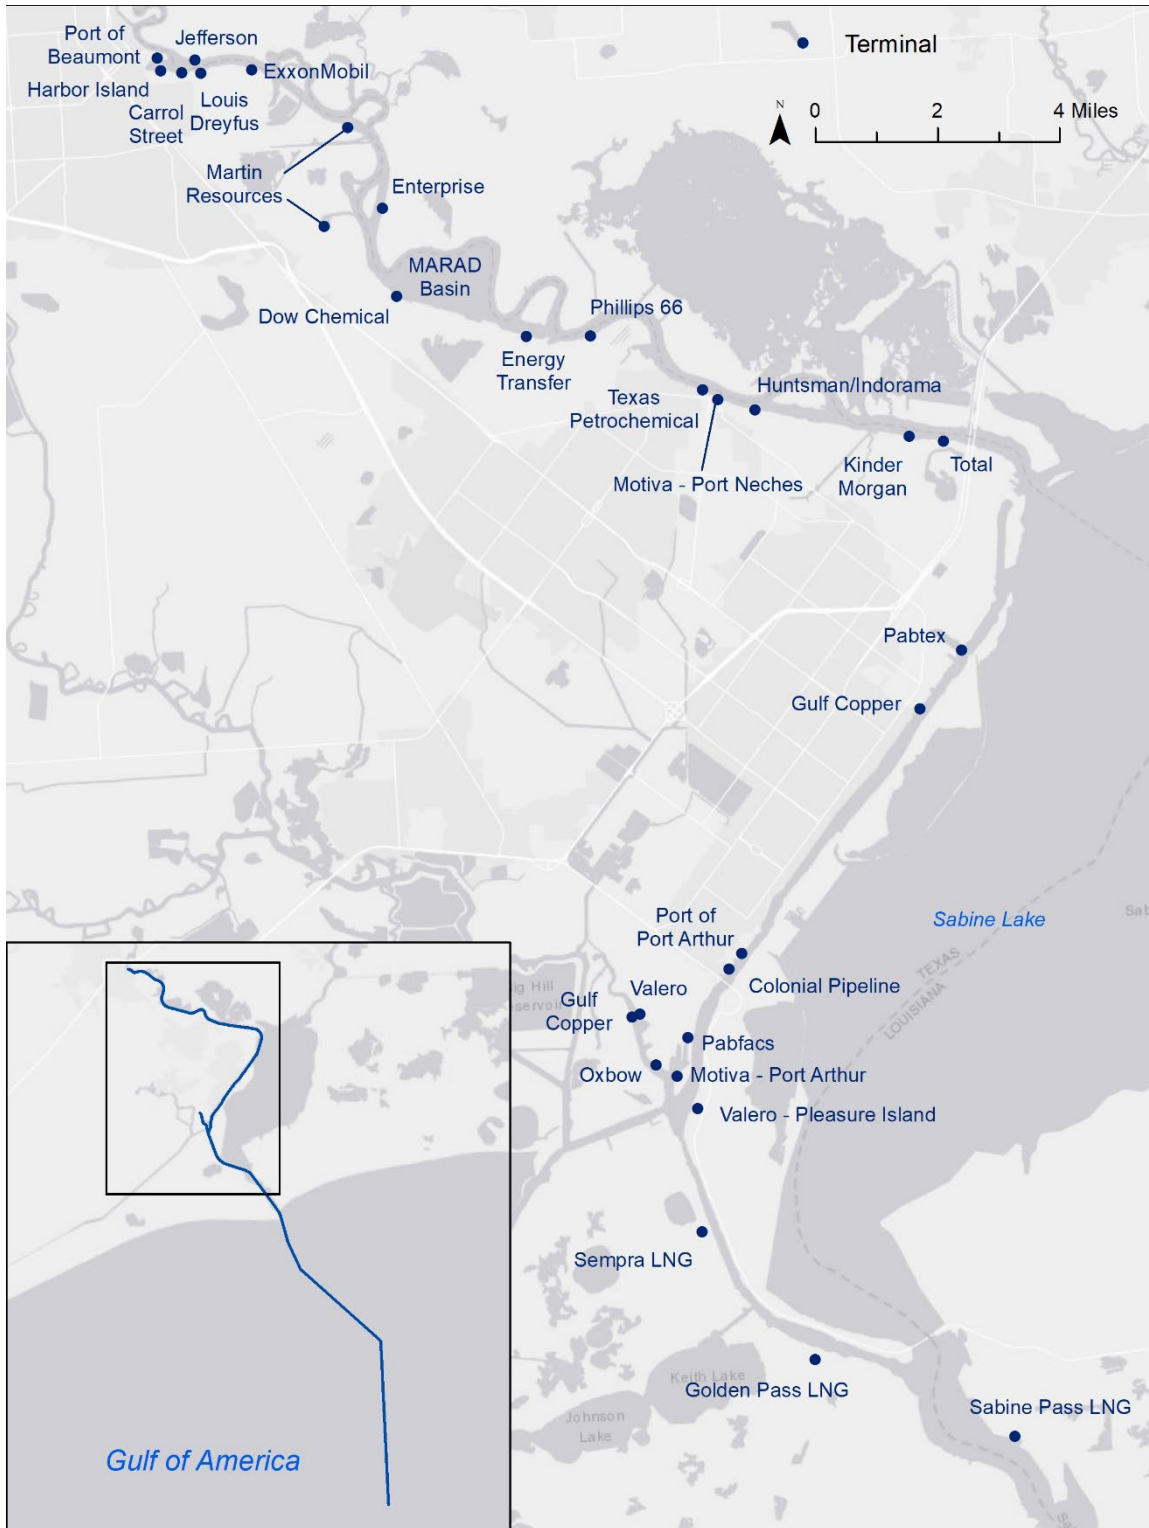 Port of
Beaumont
Jefferson
Terminal
ExxonMobil
Harbor Island
Carrol
Street
Louis
Dreyfus
N
0 2 4 Miles
Martin
Resources
Enterprise
MARAD
Basin
Dow Chemical
Phillips 66
Energy
Transfer
Huntsman/Indorama
Texas
Petrochemical
Motiva - Port Neches
Kinder
Morgan
Total
Pabtex
Gulf Copper
Port of
Port Arthur
Sabine Lake
TEXAS
LOUISIANA
Colonial Pipeline
Valero
Gulf
Copper
Pabfacs
Oxbow
Motiva - Port Arthur
Valero - Pleasure Island
Sempra LNG
Keith Lake
Golden Pass LNG
Johnson
Lake
Sabine Pass LNG
Gulf of America